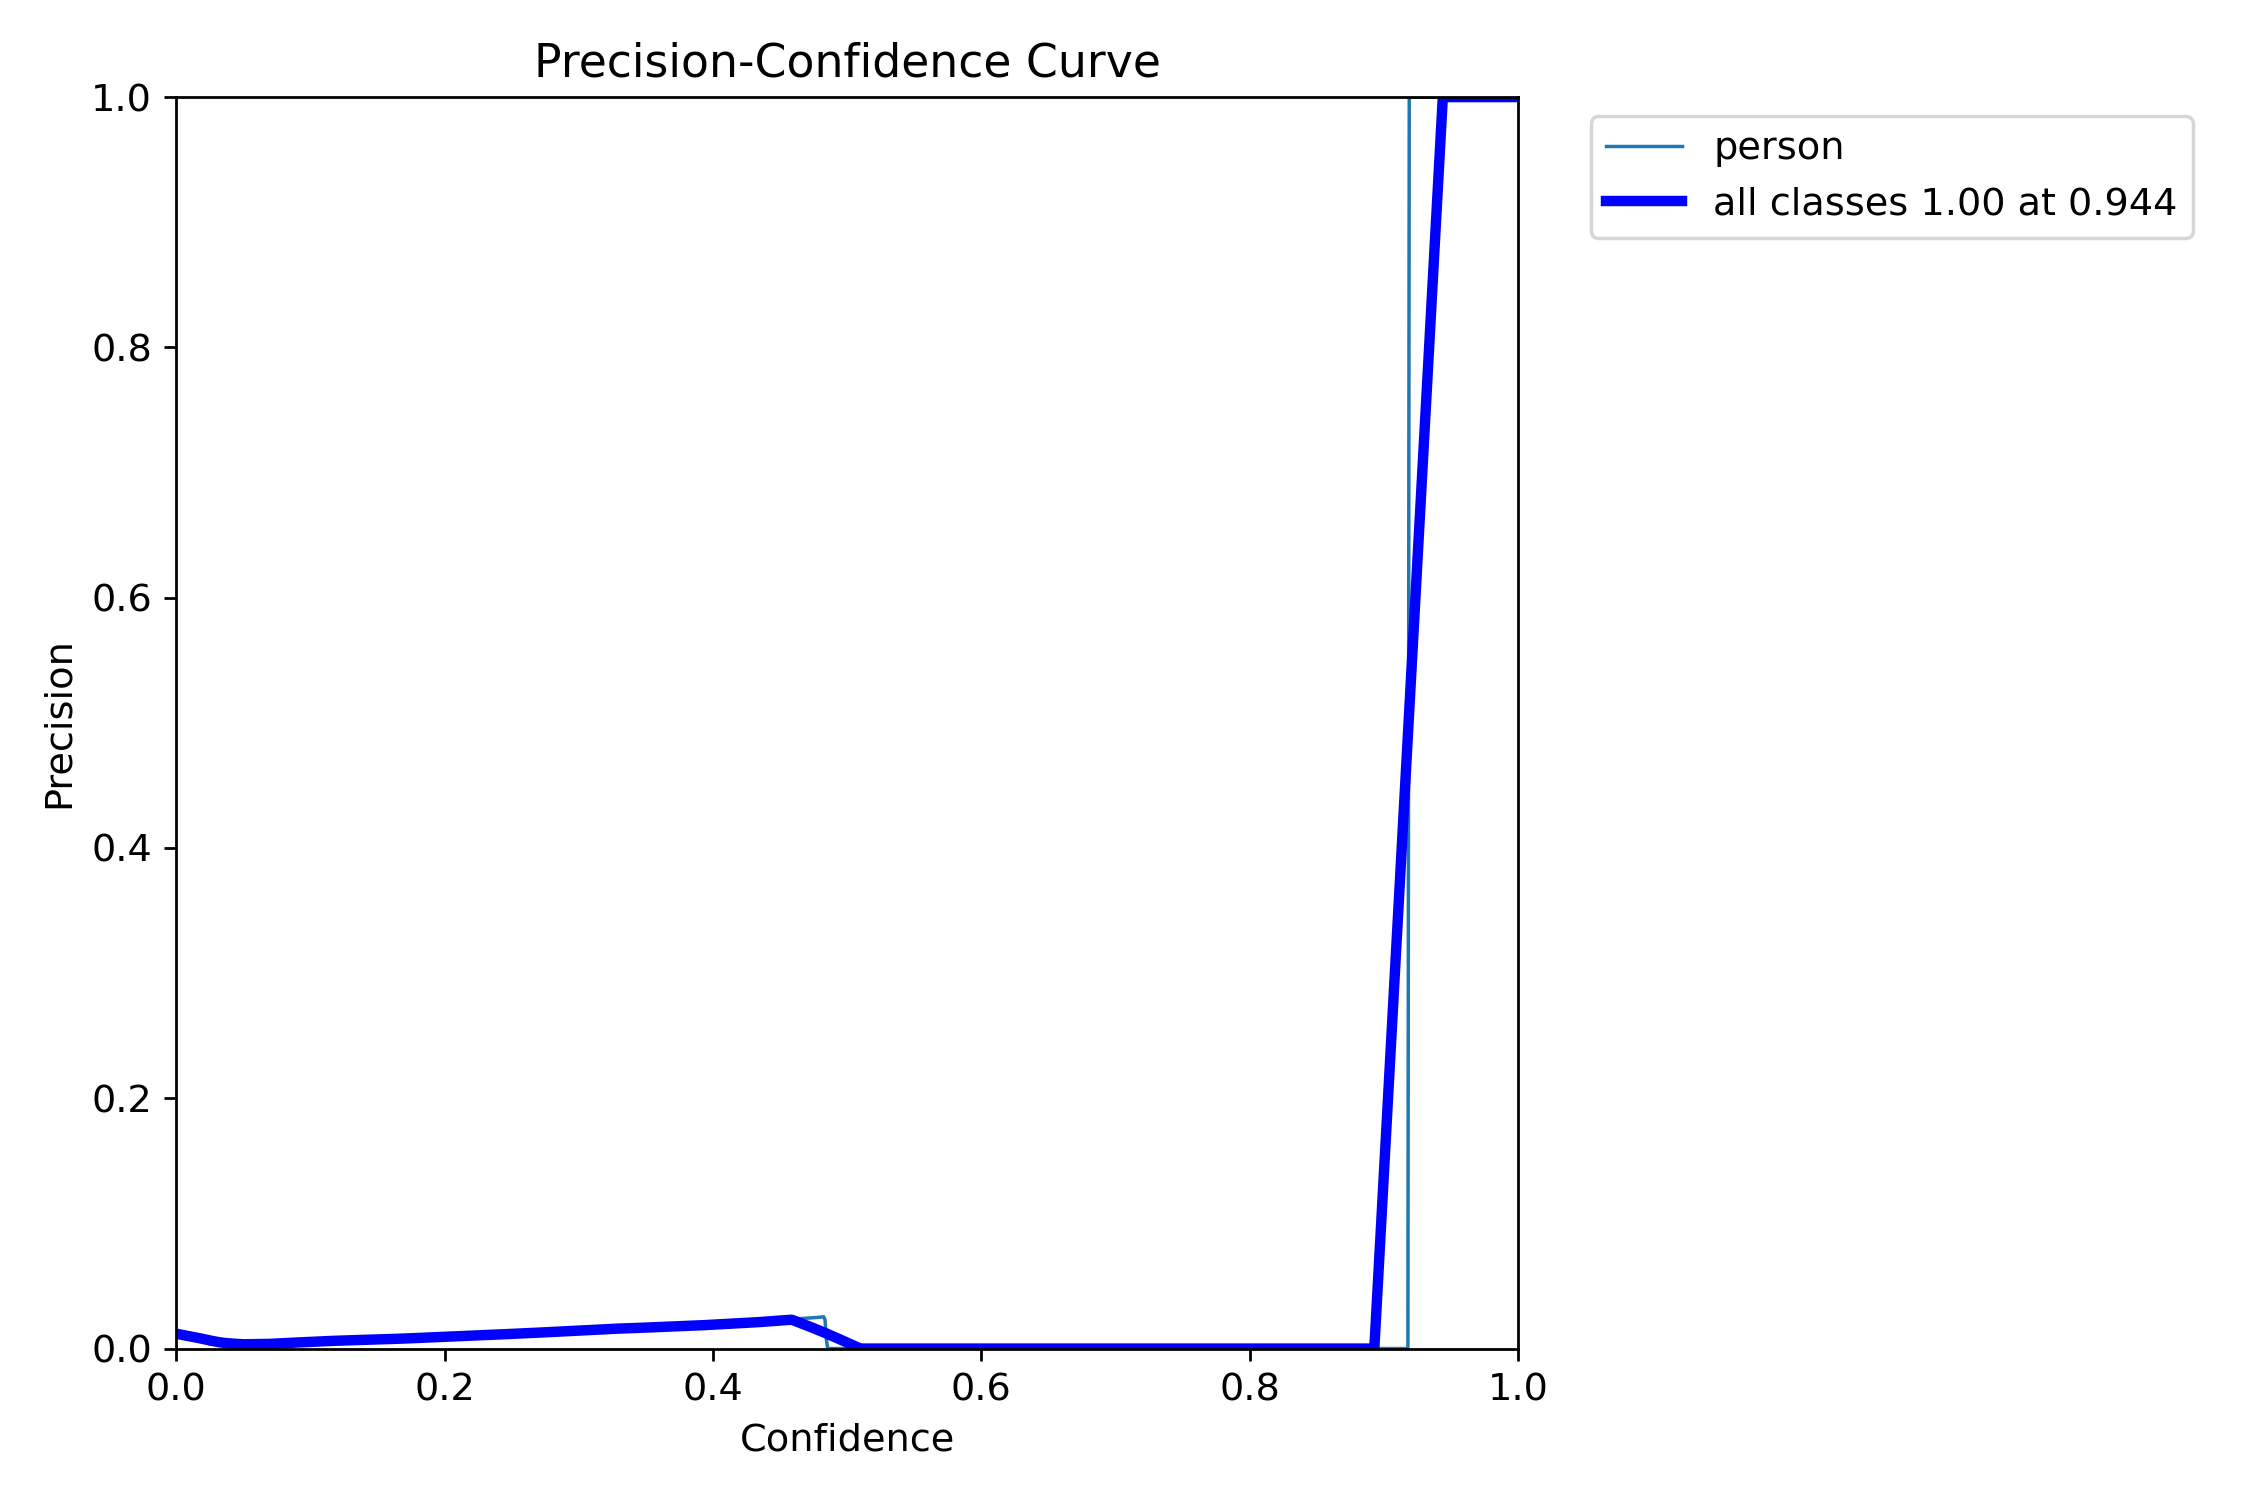 Precision-Confidence Curve
1.0
0.8
0.6
0.4
0.2
0.0
Precision
0.0 0.2 0.4 0.6 0.8 1.0
Confidence
person
all classes 1.00 at 0.944